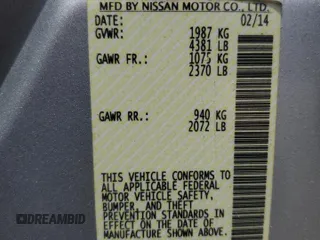 MFD BY NISSAN MOTOR CO., LTD.
DATE: 02/14
GVWR: 1987 KG
4381 LB
GAWR FR.: 1075 KG
2370 LB
GAWR RR.: 940 KG
2072 LB
THIS VEHICLE CONFORMS TO
ALL APPLICABLE FEDERAL
MOTOR VEHICLE SAFETY,
BUMPER, AND THEFT
PREVENTION STANDARDS IN
EFFECT ON THE DATE OF
MANUFACTURE SHOWN ABOVE
DREAMBID